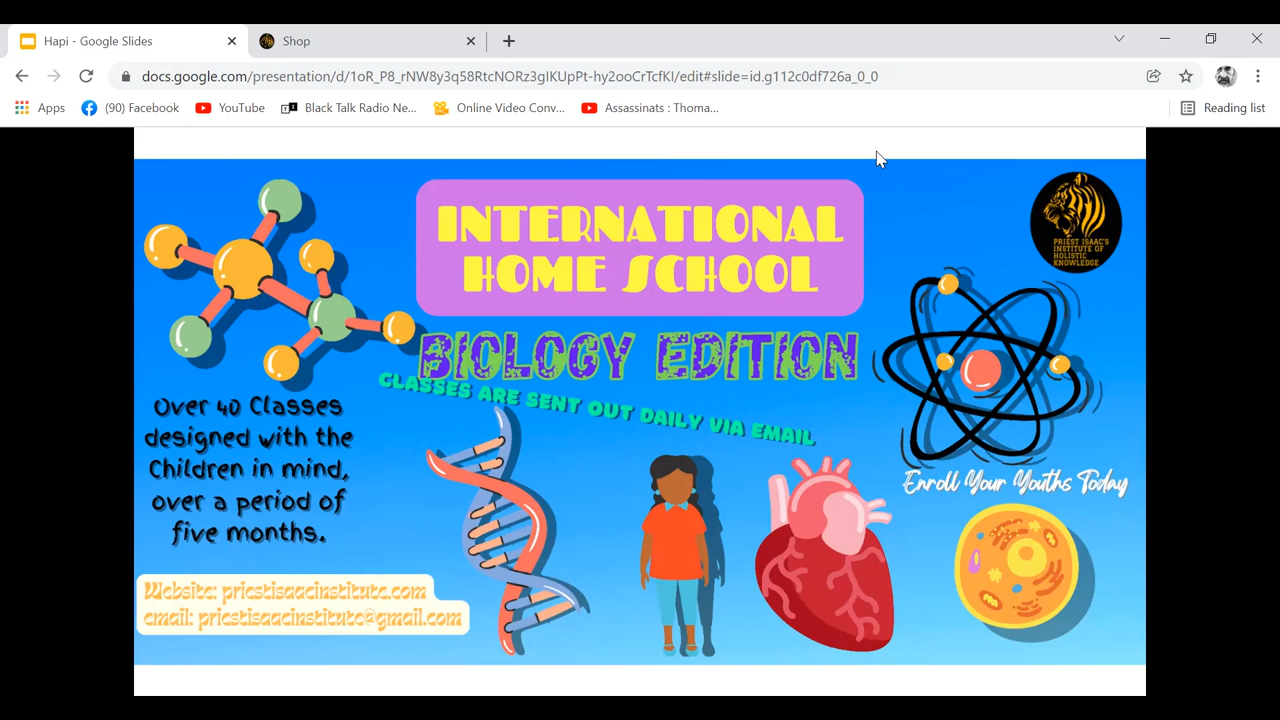 Hapi - Google Slides
Shop
docs.google.com/presentation/d/1oR_P8_rNW8y3q58RtcNORz3gIKUpPt-hy2ooCrTcfKI/edit#slide=id.g112c0df726a_0_0
Apps
(90) Facebook
YouTube
Black Talk Radio Ne...
Online Video Conv...
Assassinats : Thoma...
Reading list
INTERNATIONAL
HOME SCHOOL
PRIEST ISAAC'S
INSTITUTE OF
HOLISTIC
KNOWLEDGE
BIOLOGY EDITION
CLASSES ARE SENT OUT DAILY VIA EMAIL
Over 40 Classes
designed with the
Children in mind,
over a period of
five months.
Enroll Your Youths Today
Website: priestisaacinstitute.com
email: priestisaacinstitute@gmail.com